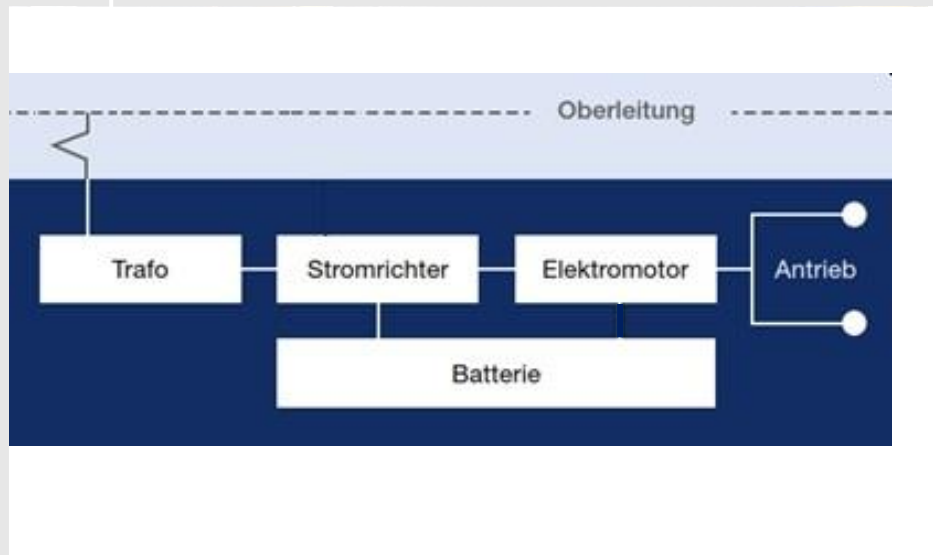 Oberleitung
Trafo
Stromrichter
Elektromotor
Antrieb
Batterie